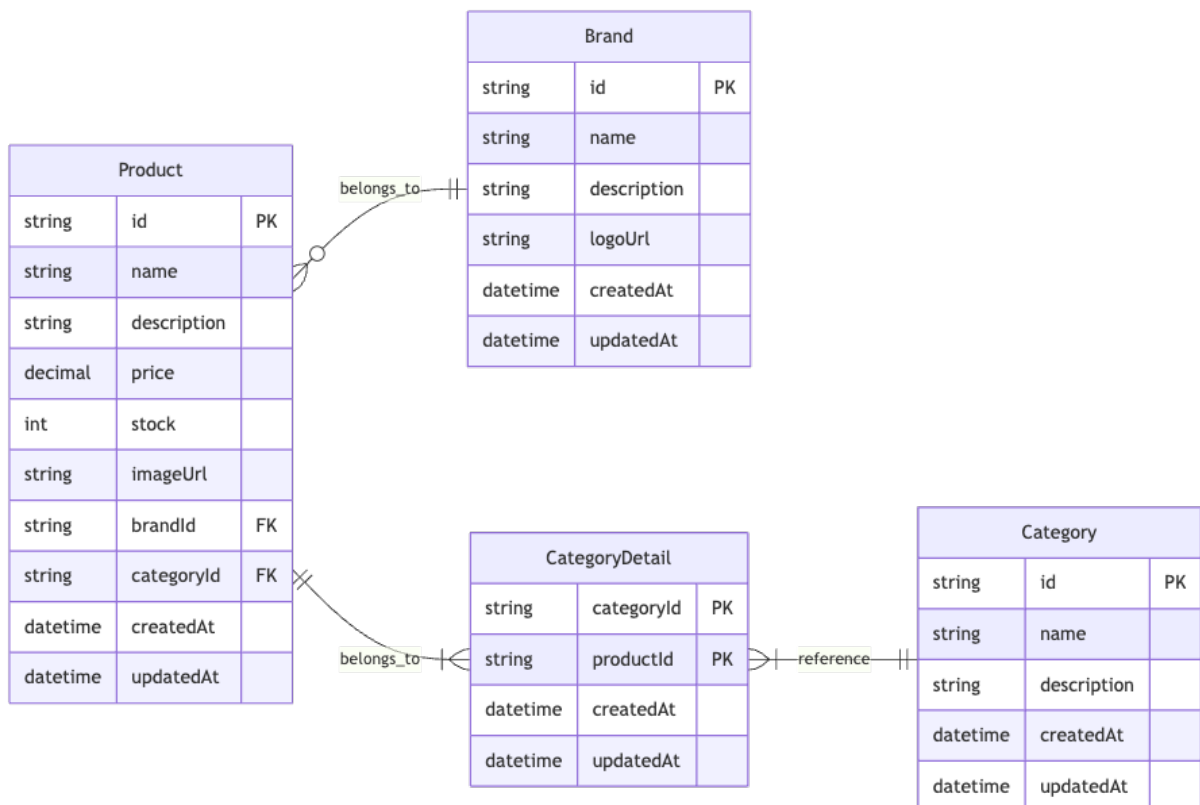 Brand
string id PK
string name
string description
string logoUrl
datetime createdAt
datetime updatedAt
Product
string id PK
string name
string description
decimal price
int stock
string imageUrl
string brandId FK
string categoryId FK
datetime createdAt
datetime updatedAt
belongs_to
belongs_to
CategoryDetail
string categoryId PK
string productId PK
datetime createdAt
datetime updatedAt
reference
Category
string id PK
string name
string description
datetime createdAt
datetime updatedAt